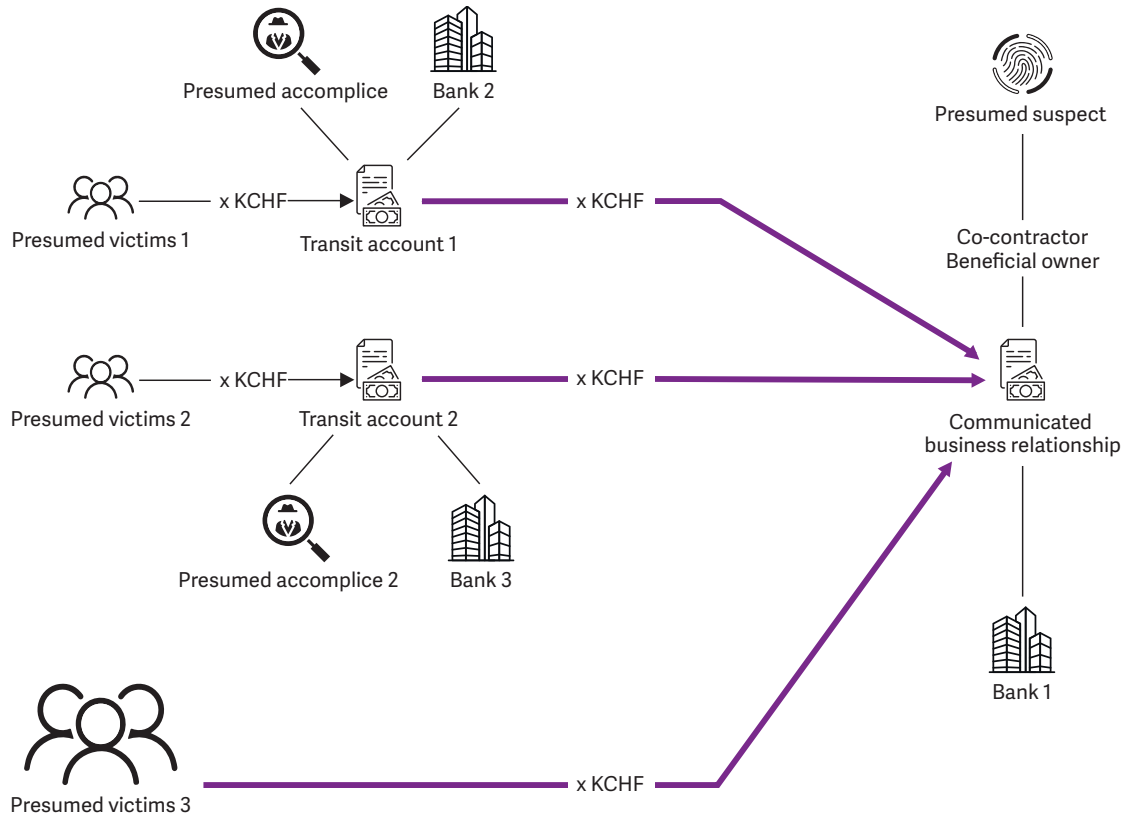 Presumed accomplice
Bank 2
Presumed suspect
x KCHF
x KCHF
Presumed victims 1
Transit account 1
Co-contractor
Beneficial owner
x KCHF
x KCHF
Presumed victims 2
Transit account 2
Communicated
business relationship
Presumed accomplice 2
Bank 3
Bank 1
x KCHF
Presumed victims 3